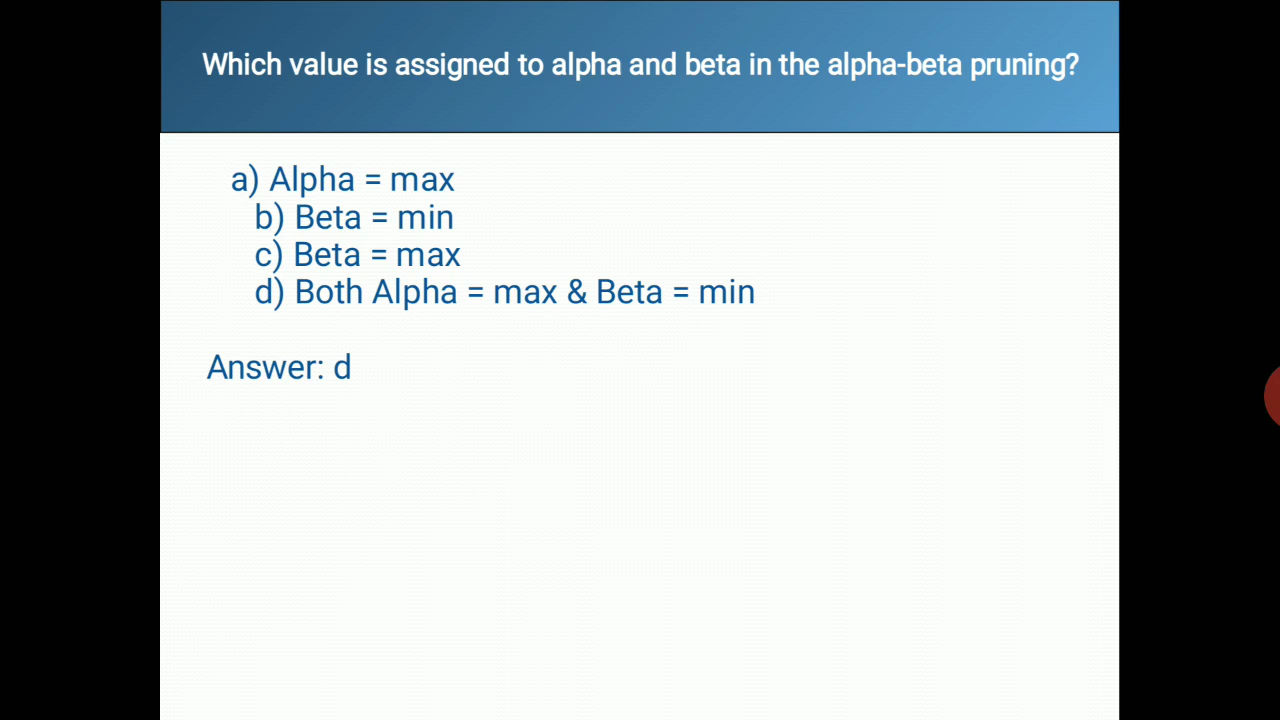 Which value is assigned to alpha and beta in the alpha-beta pruning?
a) Alpha = max
b) Beta = min
c) Beta = max
d) Both Alpha = max & Beta = min
Answer: d